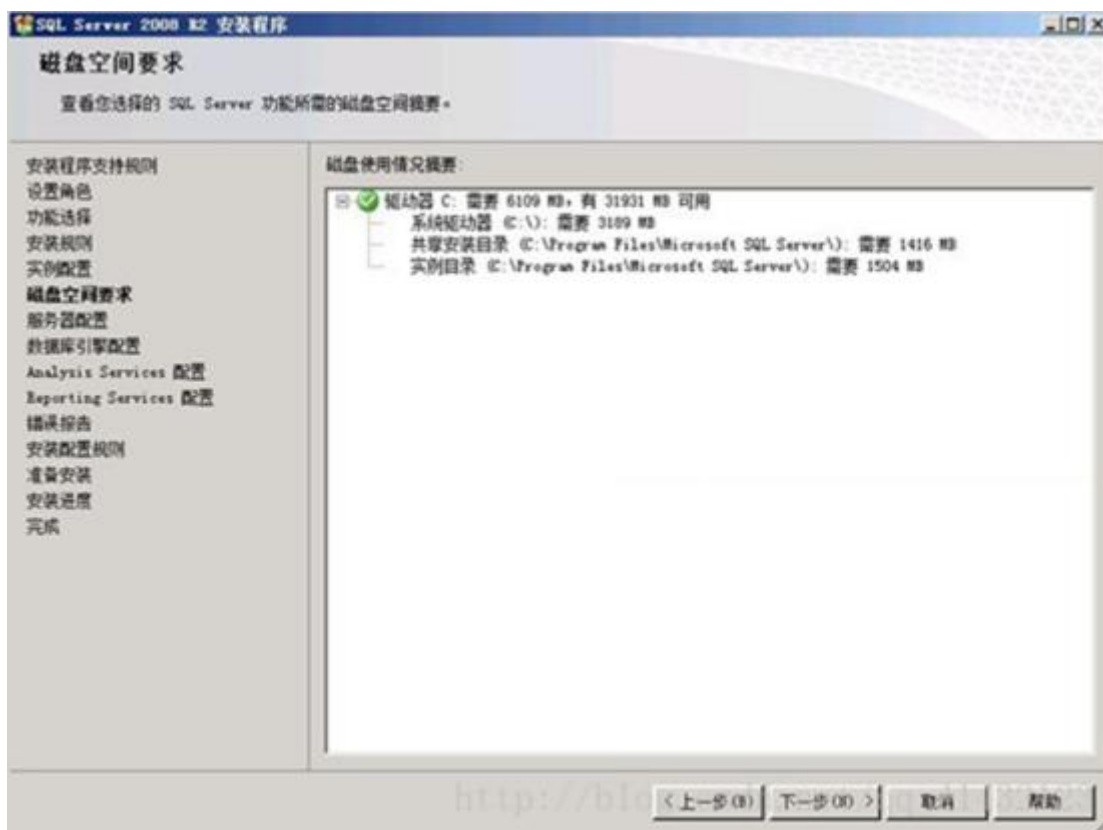 SQL Server 2008 R2 安装程序
磁盘空间要求
查看您选择的 SQL Server 功能所需的磁盘空间摘要。
安装程序支持规则
设置角色
功能选择
安装规则
实例配置
磁盘空间要求
服务器配置
数据库引擎配置
Analysis Services 配置
Reporting Services 配置
错误报告
安装配置规则
准备安装
安装进度
完成
磁盘使用情况摘要:
驱动器 C: 需要 6109 MB，有 31931 MB 可用
系统驱动器 (C:\): 需要 3189 MB
共享安装目录 (C:\Program Files\Microsoft SQL Server\): 需要 1416 MB
实例目录 (C:\Program Files\Microsoft SQL Server\): 需要 1504 MB
http://blo
< 上一步(B)
下一步(N) >
取消
帮助